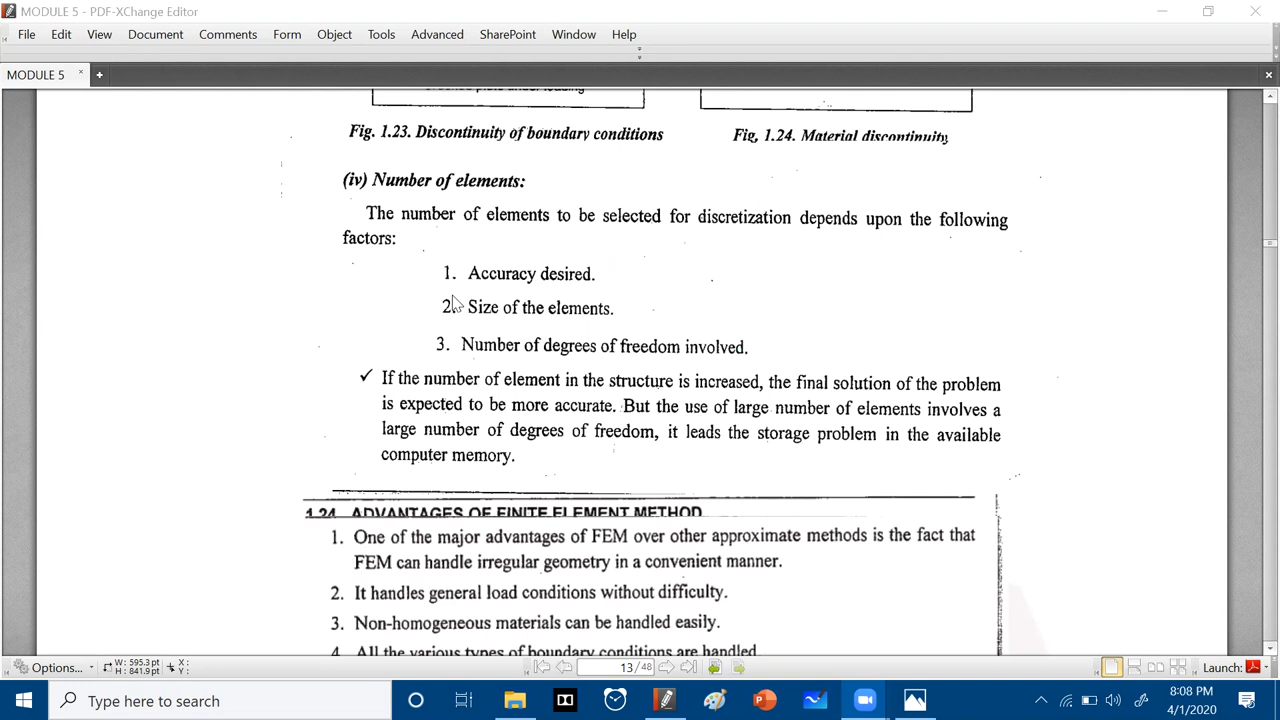 MODULE 5 - PDF-XChange Editor
File Edit View Document Comments Form Object Tools Advanced SharePoint Window Help
MODULE 5
Fig. 1.23. Discontinuity of boundary conditions
Fig, 1.24. Material discontinuity
(iv) Number of elements:
The number of elements to be selected for discretization depends upon the following
factors:
1. Accuracy desired.
2. Size of the elements.
3. Number of degrees of freedom involved.
✓ If the number of element in the structure is increased, the final solution of the problem
is expected to be more accurate. But the use of large number of elements involves a
large number of degrees of freedom, it leads the storage problem in the available
computer memory.
1.24 ADVANTAGES OF FINITE ELEMENT METHOD
1. One of the major advantages of FEM over other approximate methods is the fact that
FEM can handle irregular geometry in a convenient manner.
2. It handles general load conditions without difficulty.
3. Non-homogeneous materials can be handled easily.
4. All the various types of boundary conditions are handled
Options... W: 595.3pt X:
H: 841.9pt Y:
13 / 48
Launch:
Type here to search
8:08 PM
4/1/2020